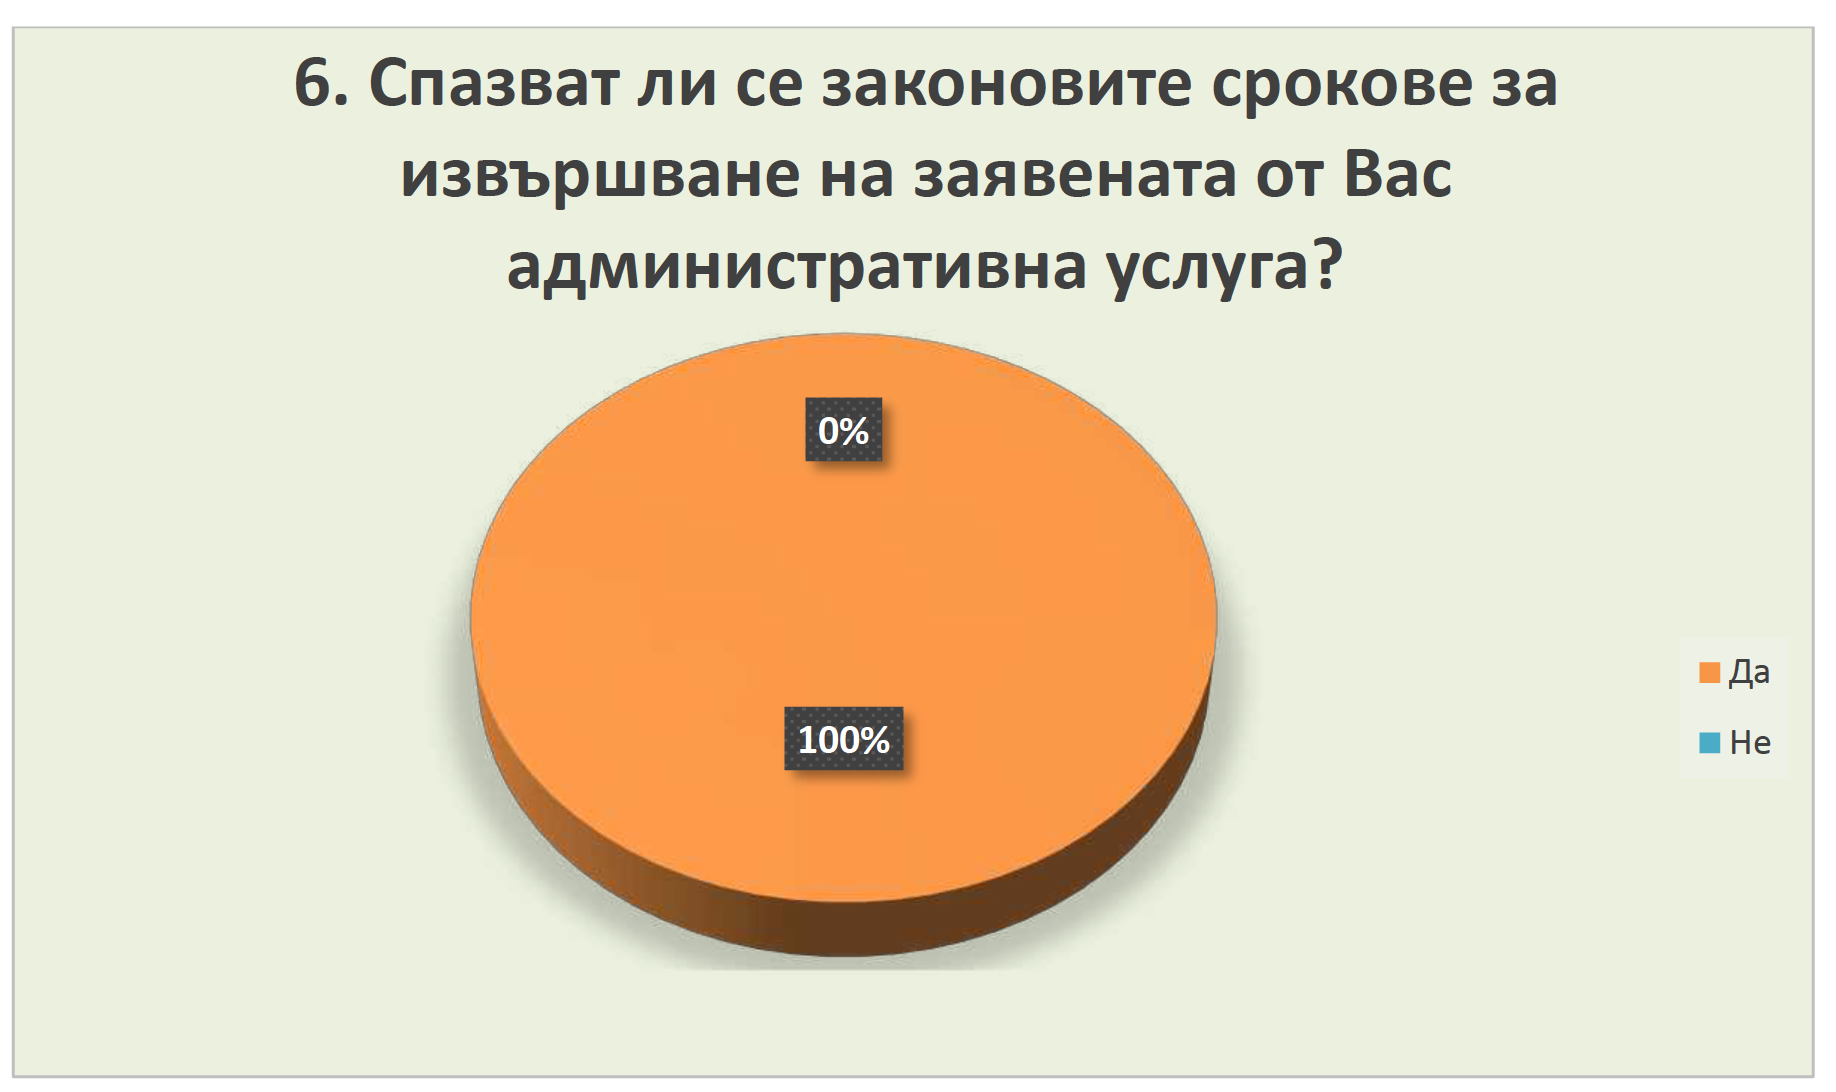 6. Спазват ли се законовите срокове за
извършване на заявената от Вас
административна услуга?
0%
100%
Да
Не